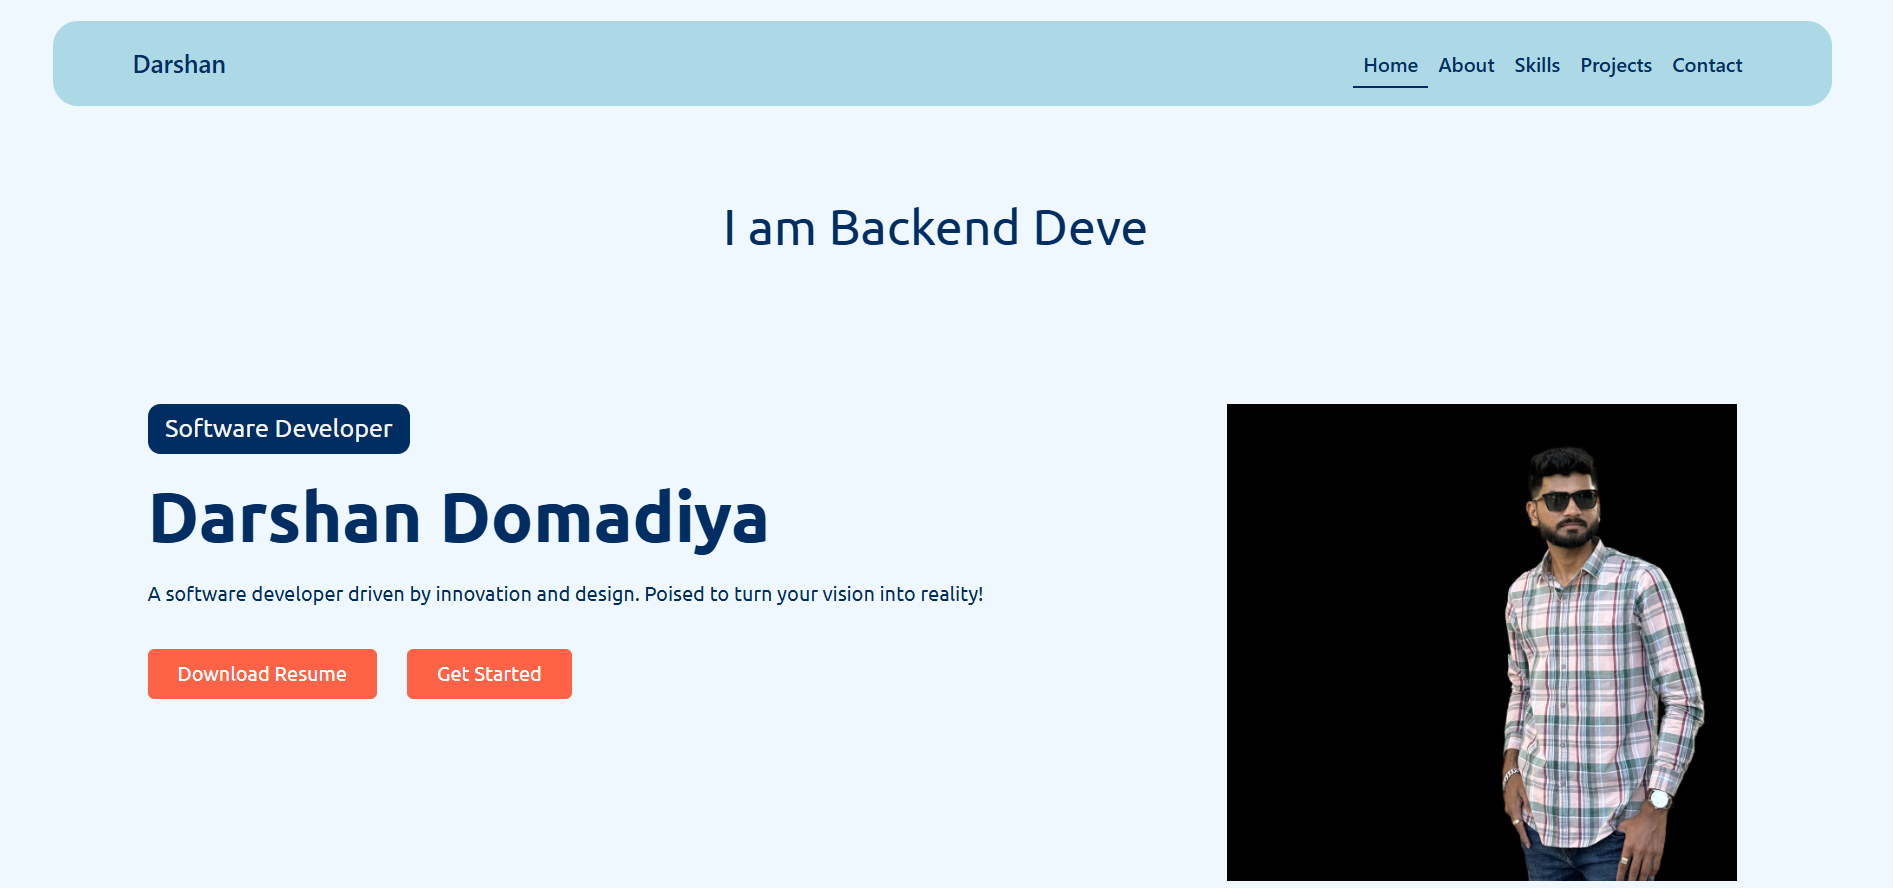 Darshan
Home About Skills Projects Contact
I am Backend Deve
Software Developer
Darshan Domadiya
A software developer driven by innovation and design. Poised to turn your vision into reality!
Download Resume Get Started